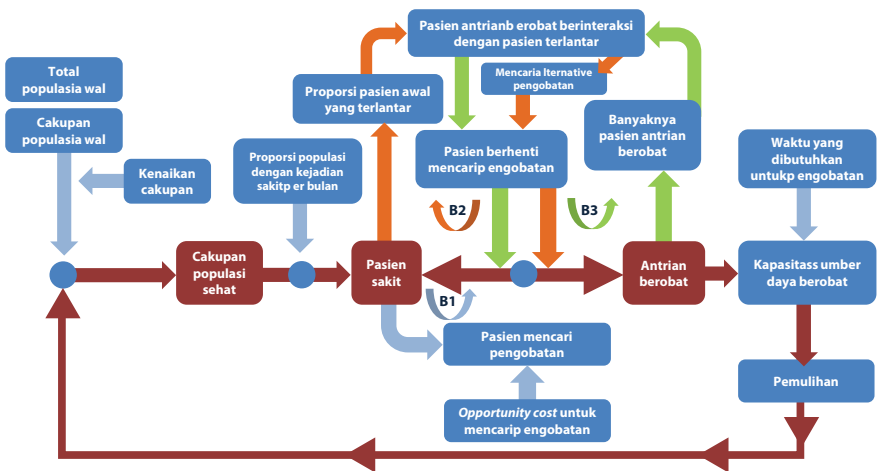 Pasien antrianb erobat berinteraksi
dengan pasien terlantar
Total
populasia wal
Mencaria lternative
pengobatan
Proporsi pasien awal
yang terlantar
Cakupan
populasia wal
Banyaknya
pasien antrian
berobat
Pasien berhenti
mencarip engobatan
Waktu yang
dibutuhkan
untukp engobatan
Kenaikan
cakupan
Proporsi populasi
dengan kejadian
sakitp er bulan
B2
B3
Cakupan
populasi
sehat
Pasien
sakit
Antrian
berobat
Kapasitass umber
daya berobat
B1
Pasien mencari
pengobatan
Pemulihan
Opportunity cost untuk
mencarip engobatan